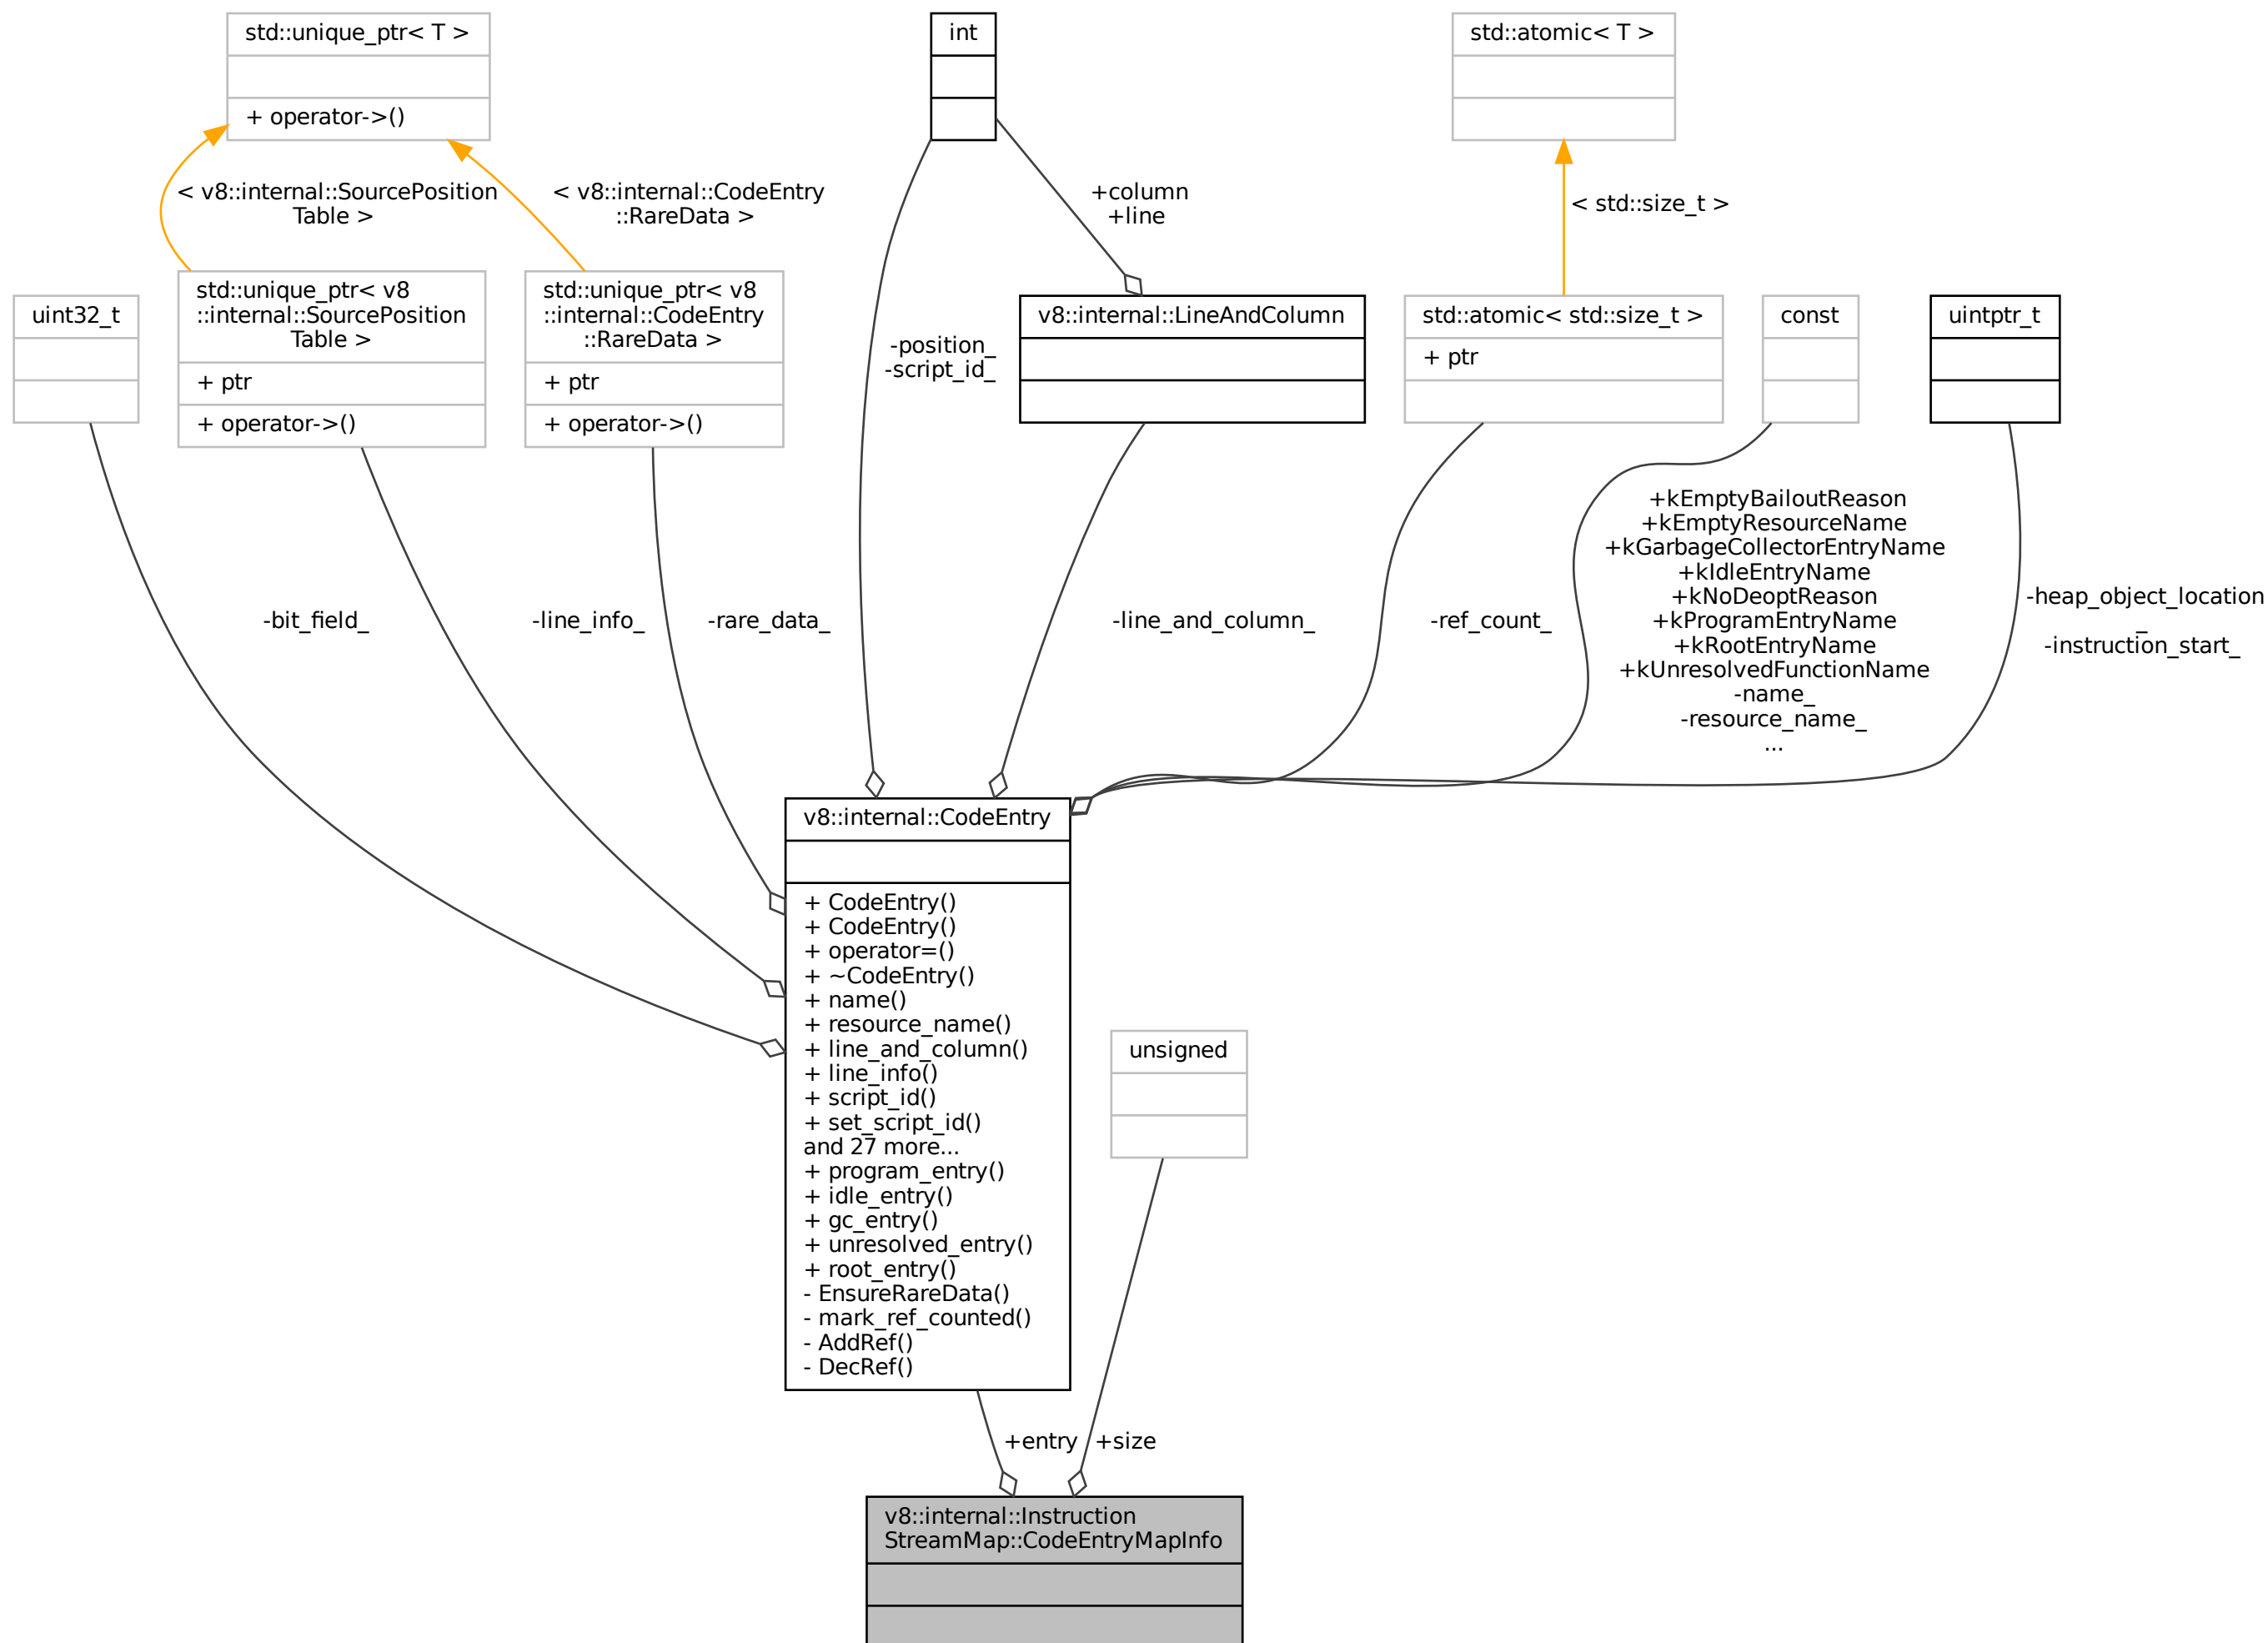 std::unique_ptr< T >
+ operator->()
int
std::atomic< T >
< v8::internal::SourcePosition
Table >
< v8::internal::CodeEntry
::RareData >
+column
+line
< std::size_t >
uint32_t
std::unique_ptr< v8
::internal::SourcePosition
Table >
+ ptr
+ operator->()
std::unique_ptr< v8
::internal::CodeEntry
::RareData >
+ ptr
+ operator->()
-position_
-script_id_
v8::internal::LineAndColumn
std::atomic< std::size_t >
+ ptr
const
uintptr_t
-bit_field_
-line_info_
-rare_data_
-line_and_column_
-ref_count_
+kEmptyBailoutReason
+kEmptyResourceName
+kGarbageCollectorEntryName
+kIdleEntryName
+kNoDeoptReason
+kProgramEntryName
+kRootEntryName
+kUnresolvedFunctionName
-name_
-resource_name_
...
-heap_object_location
_
-instruction_start_
v8::internal::CodeEntry
+ CodeEntry()
+ CodeEntry()
+ operator=()
+ ~CodeEntry()
+ name()
+ resource_name()
+ line_and_column()
+ line_info()
+ script_id()
+ set_script_id()
and 27 more...
+ program_entry()
+ idle_entry()
+ gc_entry()
+ unresolved_entry()
+ root_entry()
- EnsureRareData()
- mark_ref_counted()
- AddRef()
- DecRef()
unsigned
+entry
+size
v8::internal::Instruction
StreamMap::CodeEntryMapInfo